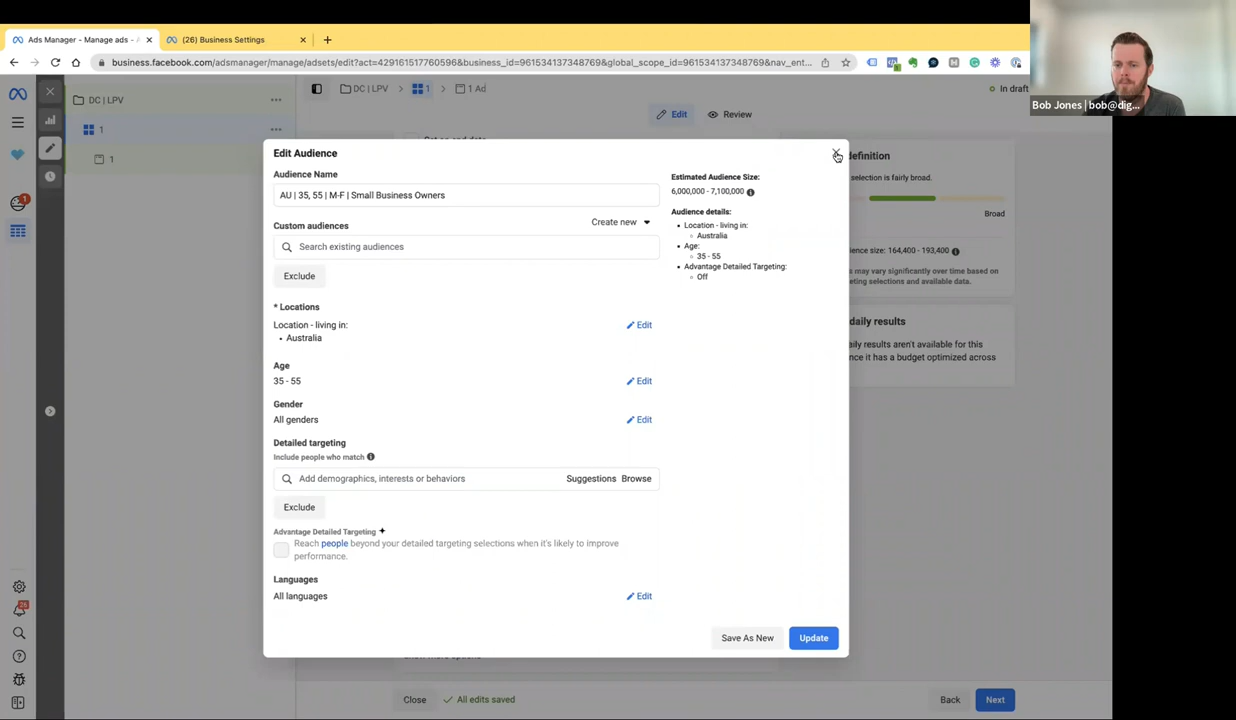 Ads Manager - Manage ads - A
(26) Business Settings
business.facebook.com/adsmanager/manage/adsets/edit?act=429161517760596&business_id=961534137348769&global_scope_id=961534137348769&nav_ent...
Bob Jones | bob@dig...
DC | LPV
1
1
DC | LPV > 1 > 1 Ad
In draft
Edit
Review
Edit Audience
Audience Name
AU | 35, 55 | M-F | Small Business Owners
Custom audiences
Create new
Search existing audiences
Exclude
* Locations
Location - living in:
• Australia
Edit
Age
35 - 55
Edit
Gender
All genders
Edit
Detailed targeting
Include people who match
Add demographics, interests or behaviors
Suggestions
Browse
Exclude
Advantage Detailed Targeting +
Reach people beyond your detailed targeting selections when it's likely to improve
performance.
Languages
All languages
Edit
Save As New
Update
Estimated Audience Size:
6,000,000 - 7,100,000
Audience details:
• Location - living in:
Australia
• Age:
35 - 55
• Advantage Detailed Targeting:
Off
definition
selection is fairly broad.
Broad
ence size: 164,400 - 193,400
s may vary significantly over time based on
eting selections and available data.
daily results
ily results aren't available for this
nce it has a budget optimized across
Close
All edits saved
Back
Next